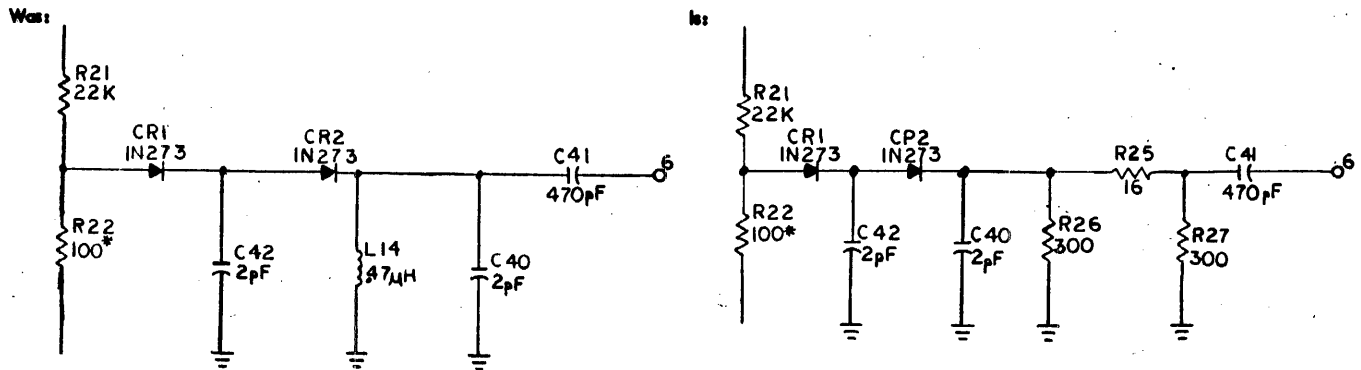 Was:
R21
22K
CR1
1N273
CR2
1N273
C41
470pF
6
R22
100*
C42
2pF
L14
.47µH
C40
2pF
Is:
R21
22K
CR1
1N273
CP2
1N273
R25
16
C41
470pF
6
R22
100*
C42
2pF
C40
2pF
R26
300
R27
300